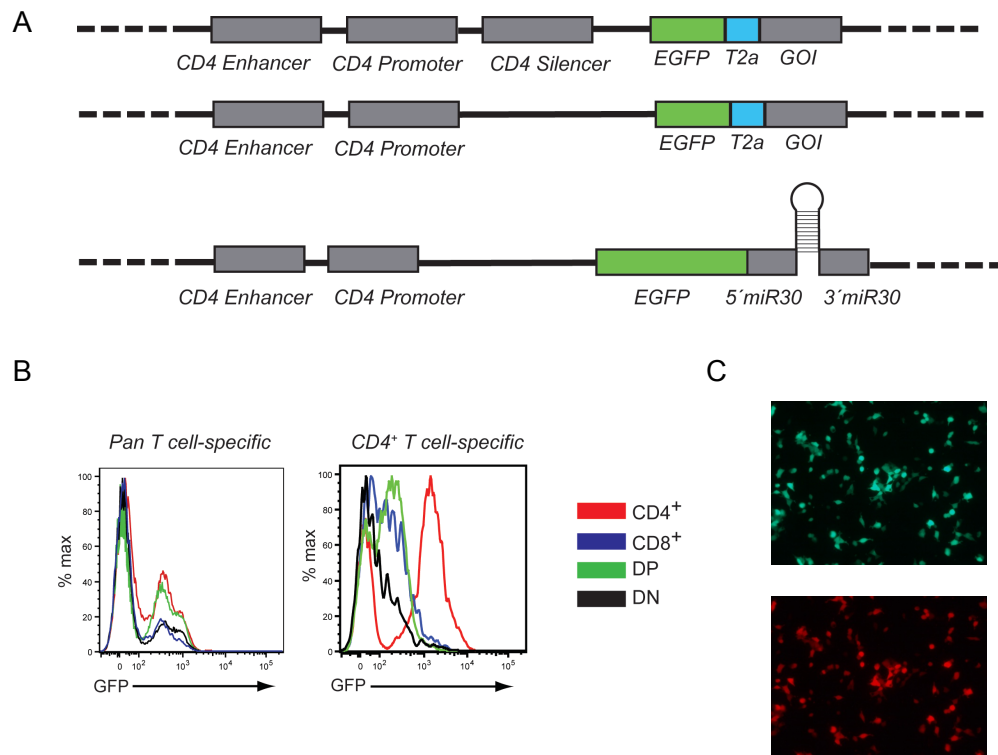 A
CD4 Enhancer CD4 Promoter CD4 Silencer EGFP T2a GOI
CD4 Enhancer CD4 Promoter EGFP T2a GOI
CD4 Enhancer CD4 Promoter EGFP 5´miR30 3´miR30
B
Pan T cell-specific
% max
100
80
60
40
20
0
0 10² 10³ 10⁴ 10⁵
GFP
CD4⁺ T cell-specific
% max
100
80
60
40
20
0
0 10² 10³ 10⁴ 10⁵
GFP
CD4⁺
CD8⁺
DP
DN
C